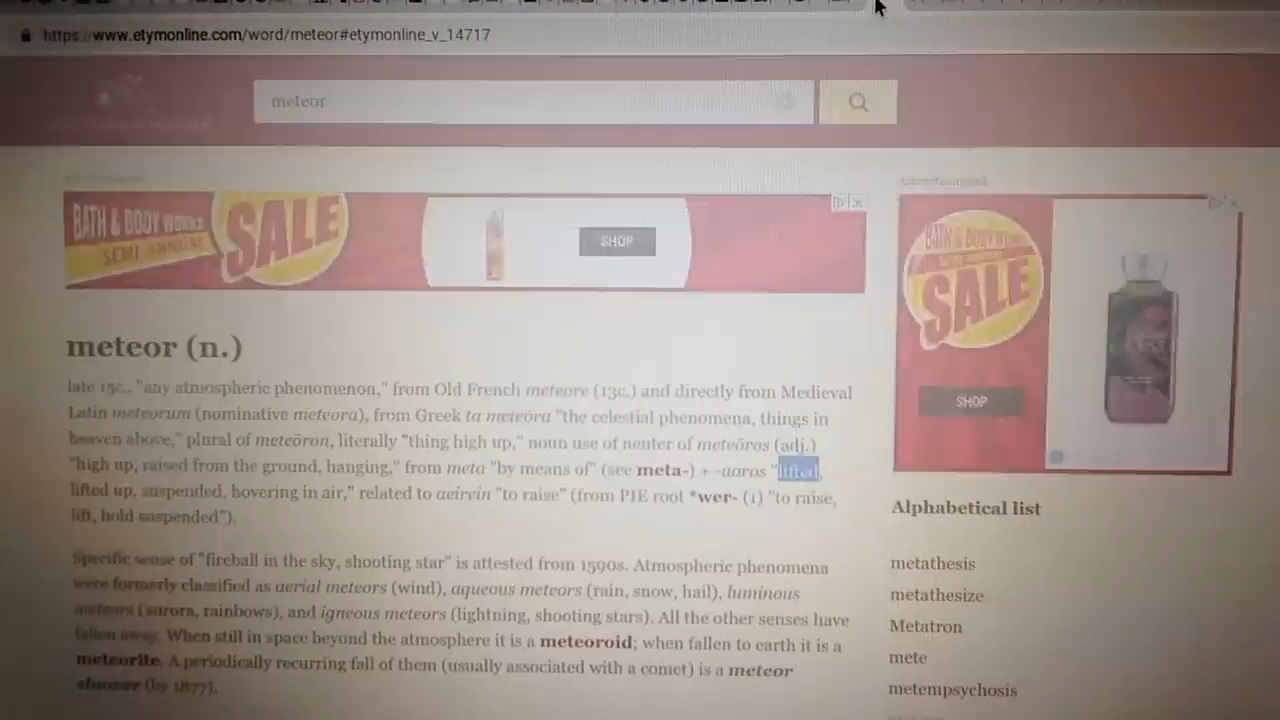 https://www.etymonline.com/word/meteor#etymonline_v_14717
meteor
BATH & BODY WORKS
SEMI ANNUAL
SALE
SHOP
Advertisement
BATH & BODY WORKS
SALE
SHOP
meteor (n.)
late 15c., "any atmospheric phenomenon," from Old French meteore (13c.) and directly from Medieval
Latin meteorum (nominative meteora), from Greek ta meteōra "the celestial phenomena, things in
heaven above," plural of meteōron, literally "thing high up," noun use of neuter of meteōros (adj.)
"high up, raised from the ground, hanging," from meta "by means of" (see meta-) + -aoros "lifted,
lifted up, suspended, hovering in air," related to aeirein "to raise" (from PIE root *wer- (1) "to raise,
lift, hold suspended").
Specific sense of "fireball in the sky, shooting star" is attested from 1590s. Atmospheric phenomena
were formerly classified as aerial meteors (wind), aqueous meteors (rain, snow, hail), luminous
meteors (aurora, rainbows), and igneous meteors (lightning, shooting stars). All the other senses have
fallen away. When still in space beyond the atmosphere it is a meteoroid; when fallen to earth it is a
meteorite. A periodically recurring fall of them (usually associated with a comet) is a meteor
shower (by 1877).
Alphabetical list
metathesis
metathesize
Metatron
mete
metempsychosis